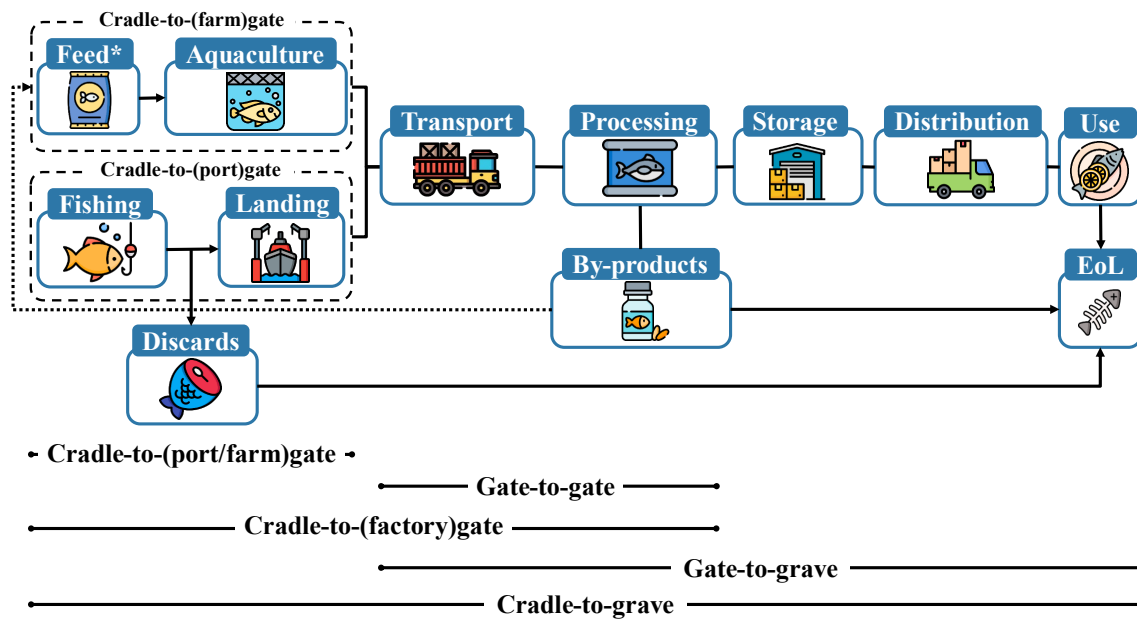 Cradle-to-(farm)gate
Feed*
Aquaculture
Cradle-to-(port)gate
Fishing
Landing
Transport
Processing
Storage
Distribution
Use
By-products
EoL
Discards
Cradle-to-(port/farm)gate
Gate-to-gate
Cradle-to-(factory)gate
Gate-to-grave
Cradle-to-grave